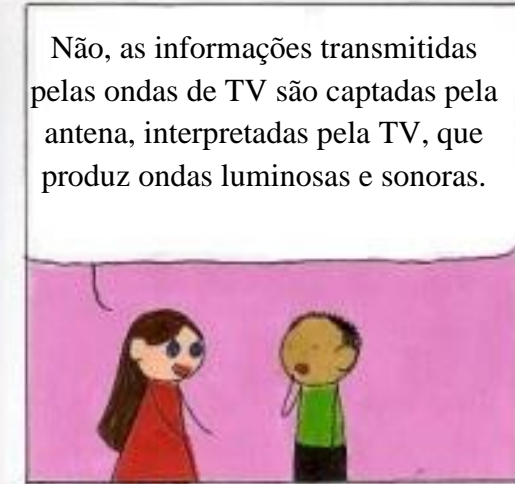 Não, as informações transmitidas
pelas ondas de TV são captadas pela
antena, interpretadas pela TV, que
produz ondas luminosas e sonoras.